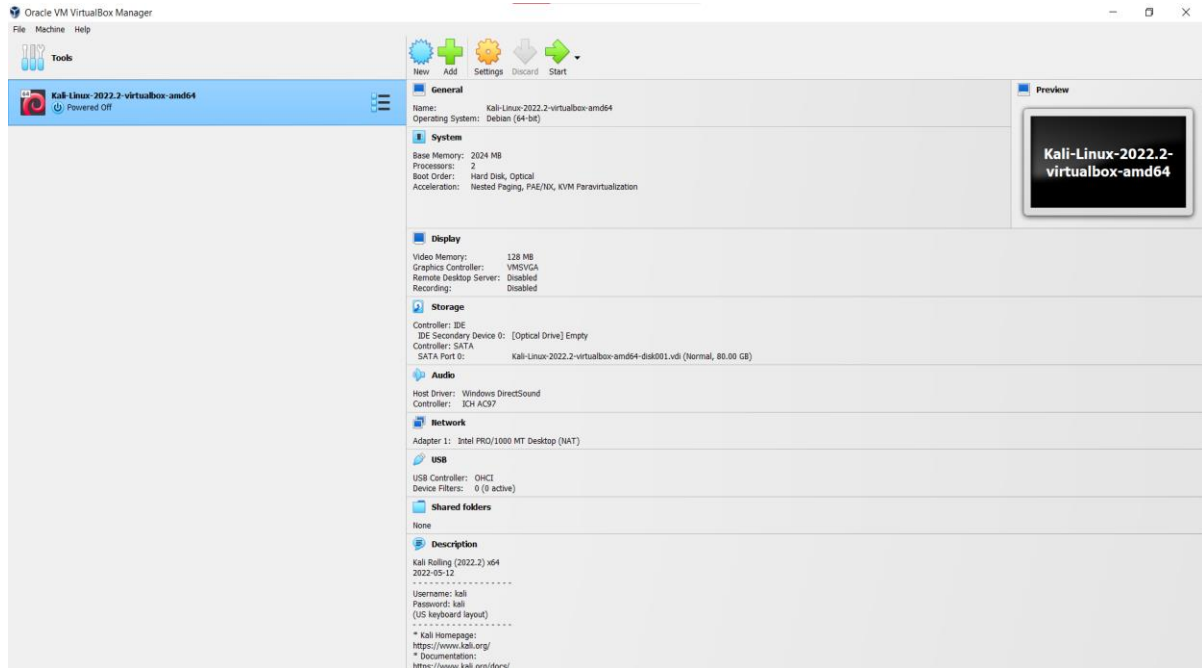 Oracle VM VirtualBox Manager
File Machine Help
Tools
New Add Settings Discard Start
64
Kali-Linux-2022.2-virtualbox-amd64
Powered Off
General
Name: Kali-Linux-2022.2-virtualbox-amd64
Operating System: Debian (64-bit)
Preview
Kali-Linux-2022.2-
virtualbox-amd64
System
Base Memory: 2024 MB
Processors: 2
Boot Order: Hard Disk, Optical
Acceleration: Nested Paging, PAE/NX, KVM Paravirtualization
Display
Video Memory: 128 MB
Graphics Controller: VMSVGA
Remote Desktop Server: Disabled
Recording: Disabled
Storage
Controller: IDE
IDE Secondary Device 0: [Optical Drive] Empty
Controller: SATA
SATA Port 0: Kali-Linux-2022.2-virtualbox-amd64-disk001.vdi (Normal, 80.00 GB)
Audio
Host Driver: Windows DirectSound
Controller: ICH AC97
Network
Adapter 1: Intel PRO/1000 MT Desktop (NAT)
USB
USB Controller: OHCI
Device Filters: 0 (0 active)
Shared folders
None
Description
Kali Rolling (2022.2) x64
2022-05-12
- - - - - - - - - - - - - - - - - -
Username: kali
Password: kali
(US keyboard layout)
- - - - - - - - - - - - - - - - - -
* Kali Homepage:
https://www.kali.org/
* Documentation:
https://www.kali.org/docs/